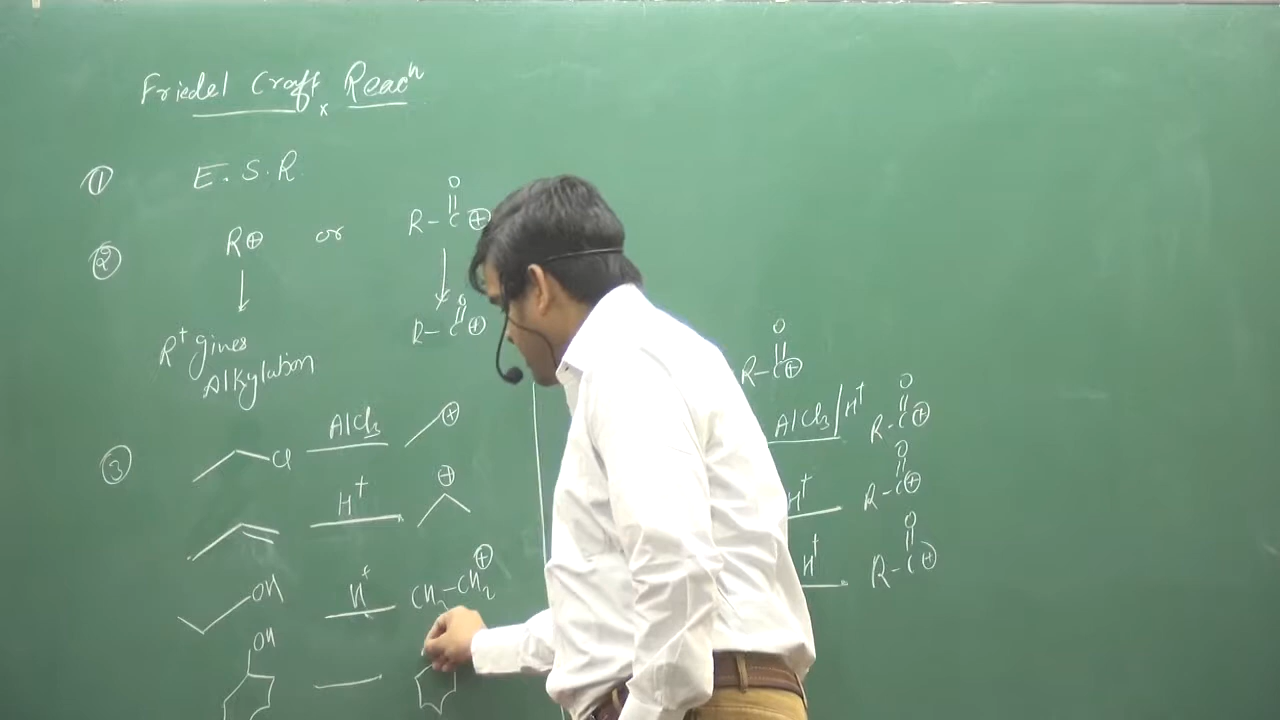 Friedel Craft Reacⁿ
x
① E.S.R.
② R⊕ or R-C⊕
O
R-C⊕
O
R⁺ gives
Alkylation
③ Cl AlCl₃ ⊕
H⁺ ⊕
OH H⁺ CH₃-CH₂⊕
OH
R-C⊕
O
AlCl₃/H⁺ R-C⊕
O
H⁺ R-C⊕
O
H⁺ R-C⊕
O